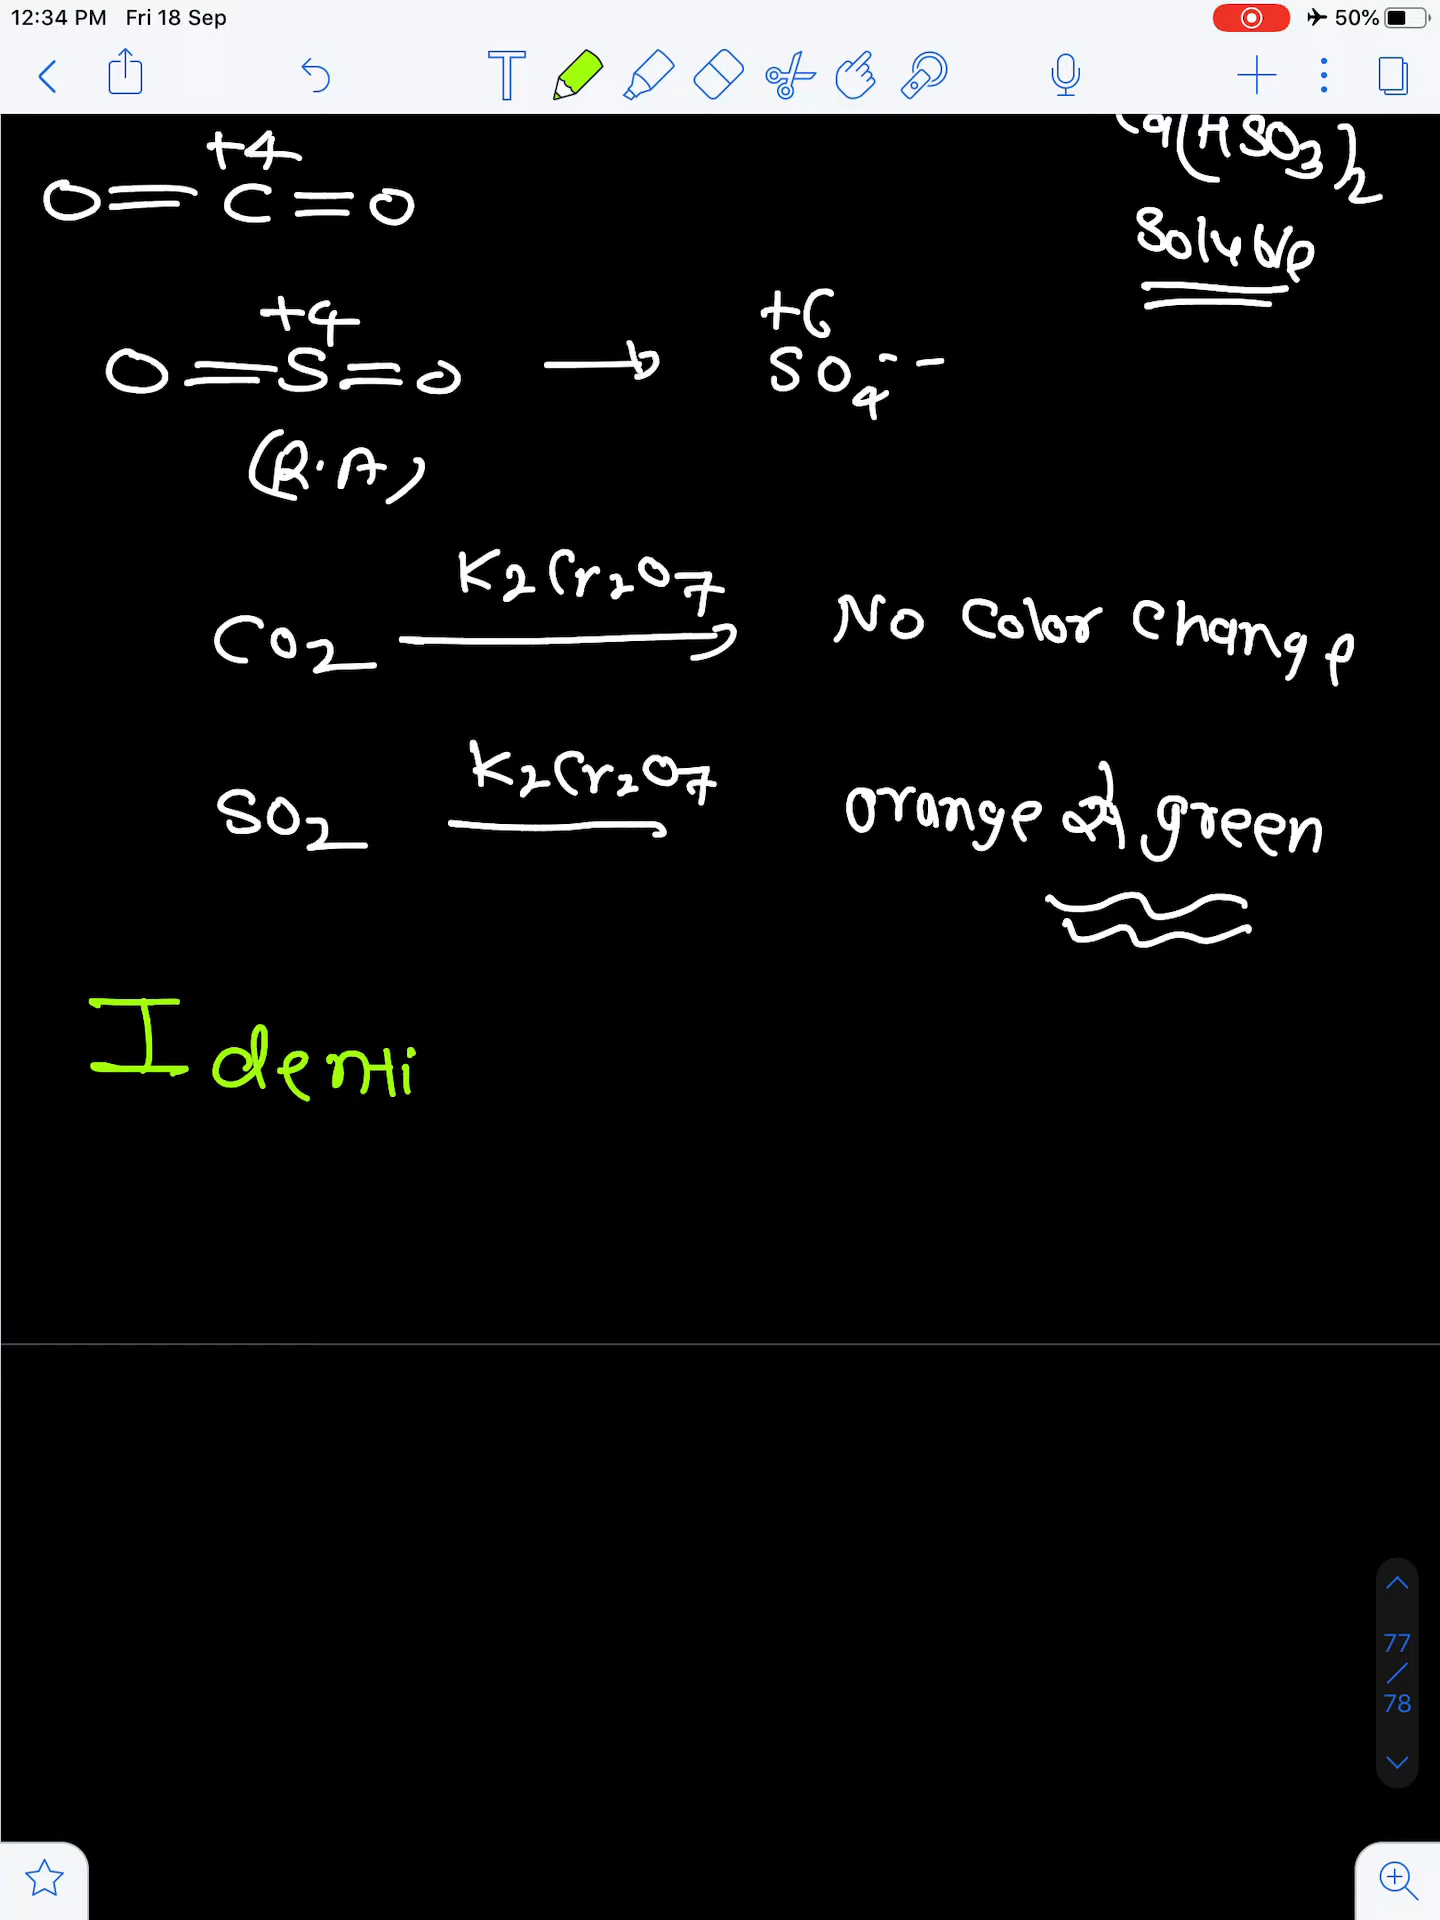 12:34 PM Fri 18 Sep 50%
T
Ca(HSO3)2
Soluble
+4
O=C=O
+4 +6
O=S=O → SO4--
(R.A)
K2Cr2O7
CO2 → No Color Change
K2Cr2O7
SO2 → orange से green
Identi
77
/
78